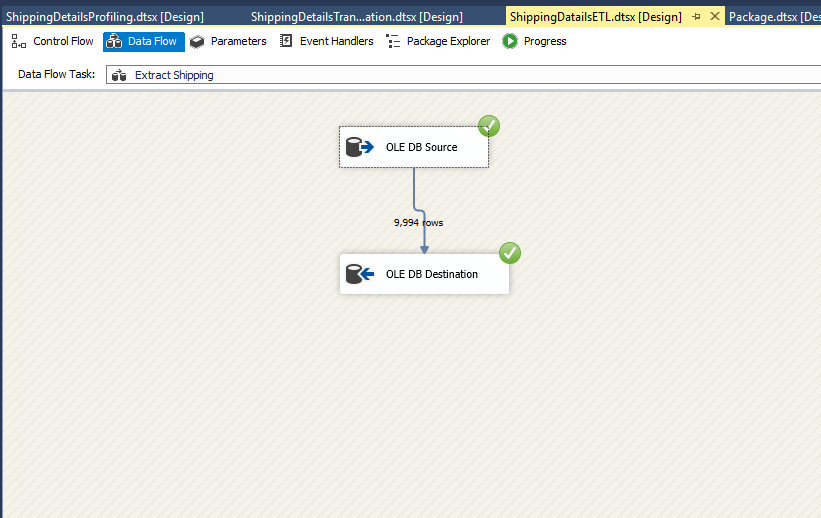 ShippingDetailsProfiling.dtsx [Design]
ShippingDetailsTran...ation.dtsx [Design]
ShippingDatailsETL.dtsx [Design]
Package.dtsx [Des
Control Flow
Data Flow
Parameters
Event Handlers
Package Explorer
Progress
Data Flow Task:
Extract Shipping
OLE DB Source
9,994 rows
OLE DB Destination